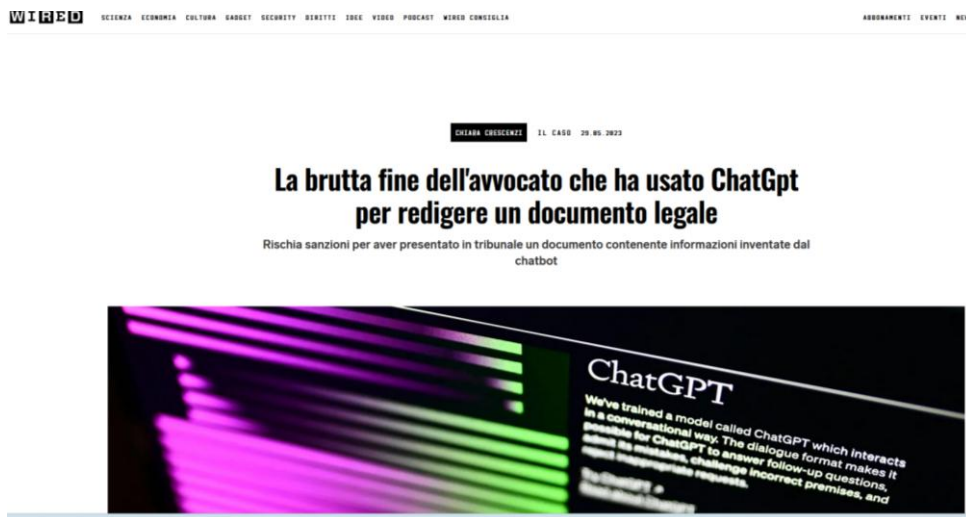 WIRED
SCIENZA ECONOMIA CULTURA GADGET SECURITY DIRITTI IDEE VIDEO PODCAST WIRED CONSIGLIA
ABBONAMENTI EVENTI
CHIARA CRESCENZI IL CASO 29.05.2023
La brutta fine dell'avvocato che ha usato ChatGpt
per redigere un documento legale
Rischia sanzioni per aver presentato in tribunale un documento contenente informazioni inventate dal
chatbot
ChatGPT
We've trained a model called ChatGPT which interacts
in a conversational way. The dialogue format makes it
possible for ChatGPT to answer follow-up questions,
admit its mistakes, challenge incorrect premises, and
reject inappropriate requests.